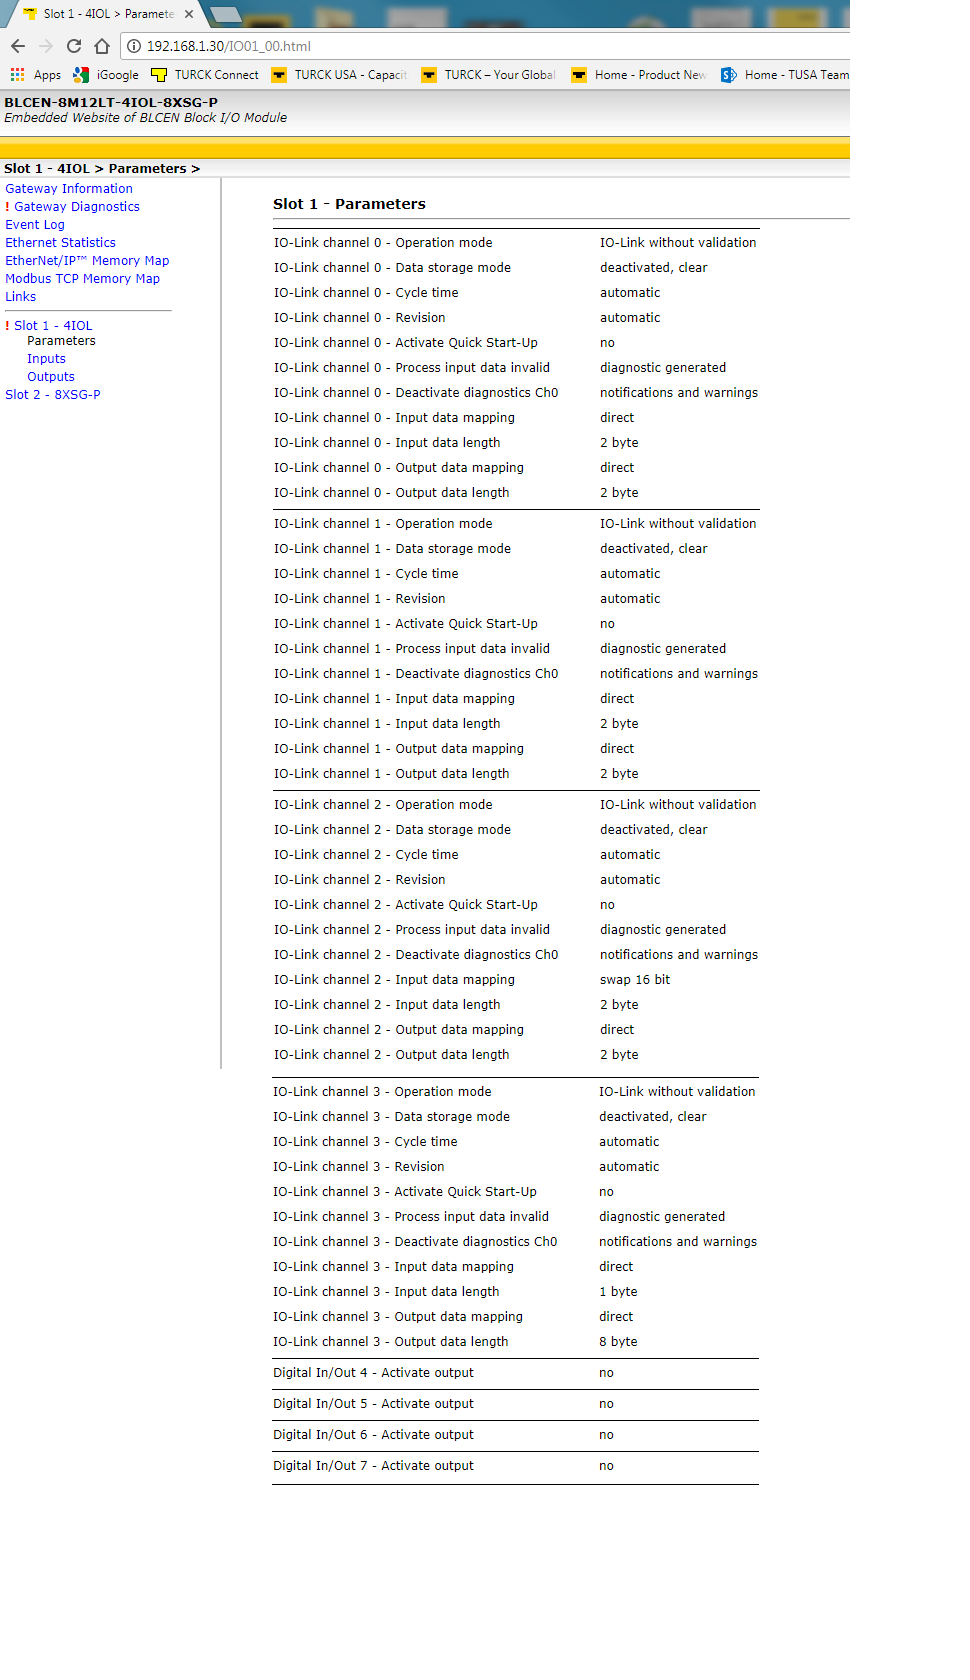 Slot 1 - 4IOL > Paramete
192.168.1.30/IO01_00.html
Apps iGoogle TURCK Connect TURCK USA - Capacit TURCK – Your Global Home - Product New Home - TUSA Team
BLCEN-8M12LT-4IOL-8XSG-P
Embedded Website of BLCEN Block I/O Module
Slot 1 - 4IOL > Parameters >
Gateway Information
! Gateway Diagnostics
Event Log
Ethernet Statistics
EtherNet/IP™ Memory Map
Modbus TCP Memory Map
Links
! Slot 1 - 4IOL
Parameters
Inputs
Outputs
Slot 2 - 8XSG-P
Slot 1 - Parameters
IO-Link channel 0 - Operation mode IO-Link without validation
IO-Link channel 0 - Data storage mode deactivated, clear
IO-Link channel 0 - Cycle time automatic
IO-Link channel 0 - Revision automatic
IO-Link channel 0 - Activate Quick Start-Up no
IO-Link channel 0 - Process input data invalid diagnostic generated
IO-Link channel 0 - Deactivate diagnostics Ch0 notifications and warnings
IO-Link channel 0 - Input data mapping direct
IO-Link channel 0 - Input data length 2 byte
IO-Link channel 0 - Output data mapping direct
IO-Link channel 0 - Output data length 2 byte
IO-Link channel 1 - Operation mode IO-Link without validation
IO-Link channel 1 - Data storage mode deactivated, clear
IO-Link channel 1 - Cycle time automatic
IO-Link channel 1 - Revision automatic
IO-Link channel 1 - Activate Quick Start-Up no
IO-Link channel 1 - Process input data invalid diagnostic generated
IO-Link channel 1 - Deactivate diagnostics Ch0 notifications and warnings
IO-Link channel 1 - Input data mapping direct
IO-Link channel 1 - Input data length 2 byte
IO-Link channel 1 - Output data mapping direct
IO-Link channel 1 - Output data length 2 byte
IO-Link channel 2 - Operation mode IO-Link without validation
IO-Link channel 2 - Data storage mode deactivated, clear
IO-Link channel 2 - Cycle time automatic
IO-Link channel 2 - Revision automatic
IO-Link channel 2 - Activate Quick Start-Up no
IO-Link channel 2 - Process input data invalid diagnostic generated
IO-Link channel 2 - Deactivate diagnostics Ch0 notifications and warnings
IO-Link channel 2 - Input data mapping swap 16 bit
IO-Link channel 2 - Input data length 2 byte
IO-Link channel 2 - Output data mapping direct
IO-Link channel 2 - Output data length 2 byte
IO-Link channel 3 - Operation mode IO-Link without validation
IO-Link channel 3 - Data storage mode deactivated, clear
IO-Link channel 3 - Cycle time automatic
IO-Link channel 3 - Revision automatic
IO-Link channel 3 - Activate Quick Start-Up no
IO-Link channel 3 - Process input data invalid diagnostic generated
IO-Link channel 3 - Deactivate diagnostics Ch0 notifications and warnings
IO-Link channel 3 - Input data mapping direct
IO-Link channel 3 - Input data length 1 byte
IO-Link channel 3 - Output data mapping direct
IO-Link channel 3 - Output data length 8 byte
Digital In/Out 4 - Activate output no
Digital In/Out 5 - Activate output no
Digital In/Out 6 - Activate output no
Digital In/Out 7 - Activate output no